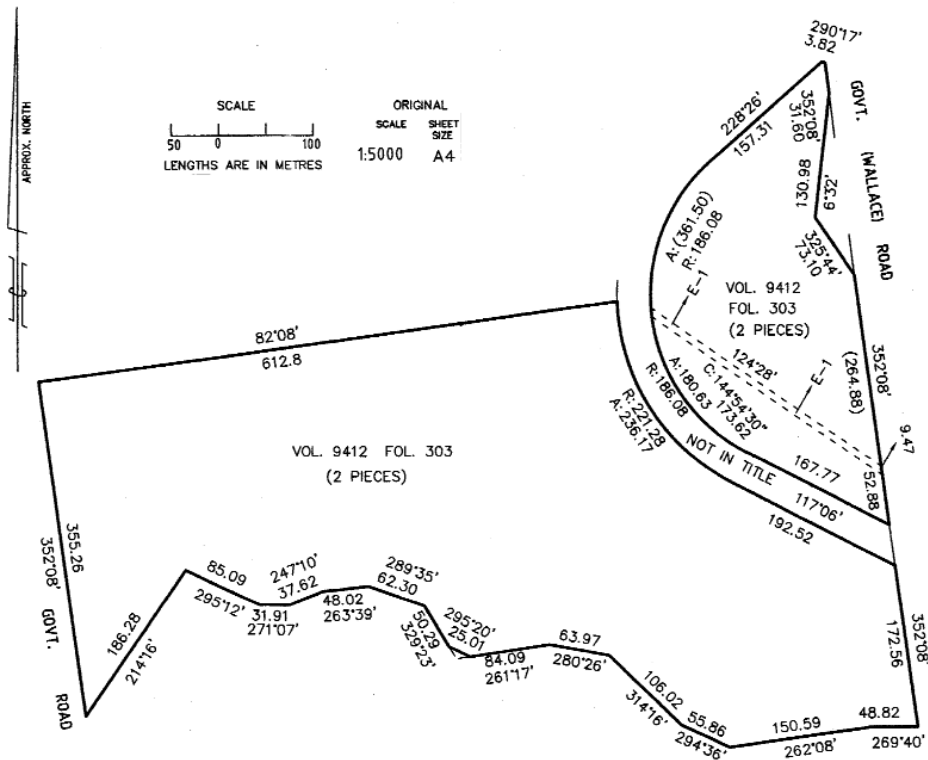 290°17'
3.82
APPROX. NORTH
SCALE
50 0 100
LENGTHS ARE IN METRES
ORIGINAL
SCALE SHEET SIZE
1:5000 A4
228°26'
157.31
352°08'
31.60
GOVT. (WALLACE) ROAD
130.98
6°32'
325°44'
73.10
A:(361.50)
R:186.08
E-1
VOL. 9412
FOL. 303
(2 PIECES)
82°08'
612.8
124°28'
E-1
352°08'
(264.88)
9.47
C:144°54'30"
173.62
A:180.63
R:186.08
R:221.28
A:236.17
NOT IN TITLE
167.77
117°06'
192.52
52.88
VOL. 9412 FOL. 303
(2 PIECES)
355.26
352°08'
GOVT. ROAD
186.28
214°16'
85.09
295°12'
31.91
271°07'
247°10'
37.62
48.02
263°39'
289°35'
62.30
50.29
329°23'
295°20'
25.01
84.09
261°17'
63.97
280°26'
106.02
314°16'
55.86
294°36'
150.59
262°08'
48.82
269°40'
172.56
352°08'